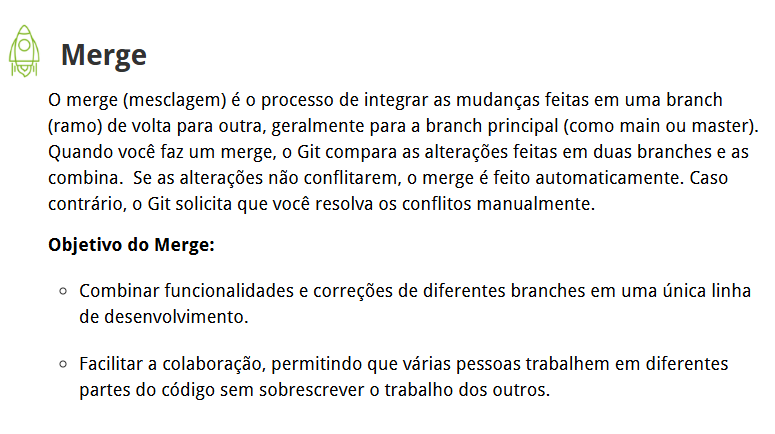 Merge
O merge (mesclagem) é o processo de integrar as mudanças feitas em uma branch
(ramo) de volta para outra, geralmente para a branch principal (como main ou master).
Quando você faz um merge, o Git compara as alterações feitas em duas branches e as
combina.  Se as alterações não conflitarem, o merge é feito automaticamente. Caso
contrário, o Git solicita que você resolva os conflitos manualmente.
Objetivo do Merge:
Combinar funcionalidades e correções de diferentes branches em uma única linha
de desenvolvimento.
Facilitar a colaboração, permitindo que várias pessoas trabalhem em diferentes
partes do código sem sobrescrever o trabalho dos outros.